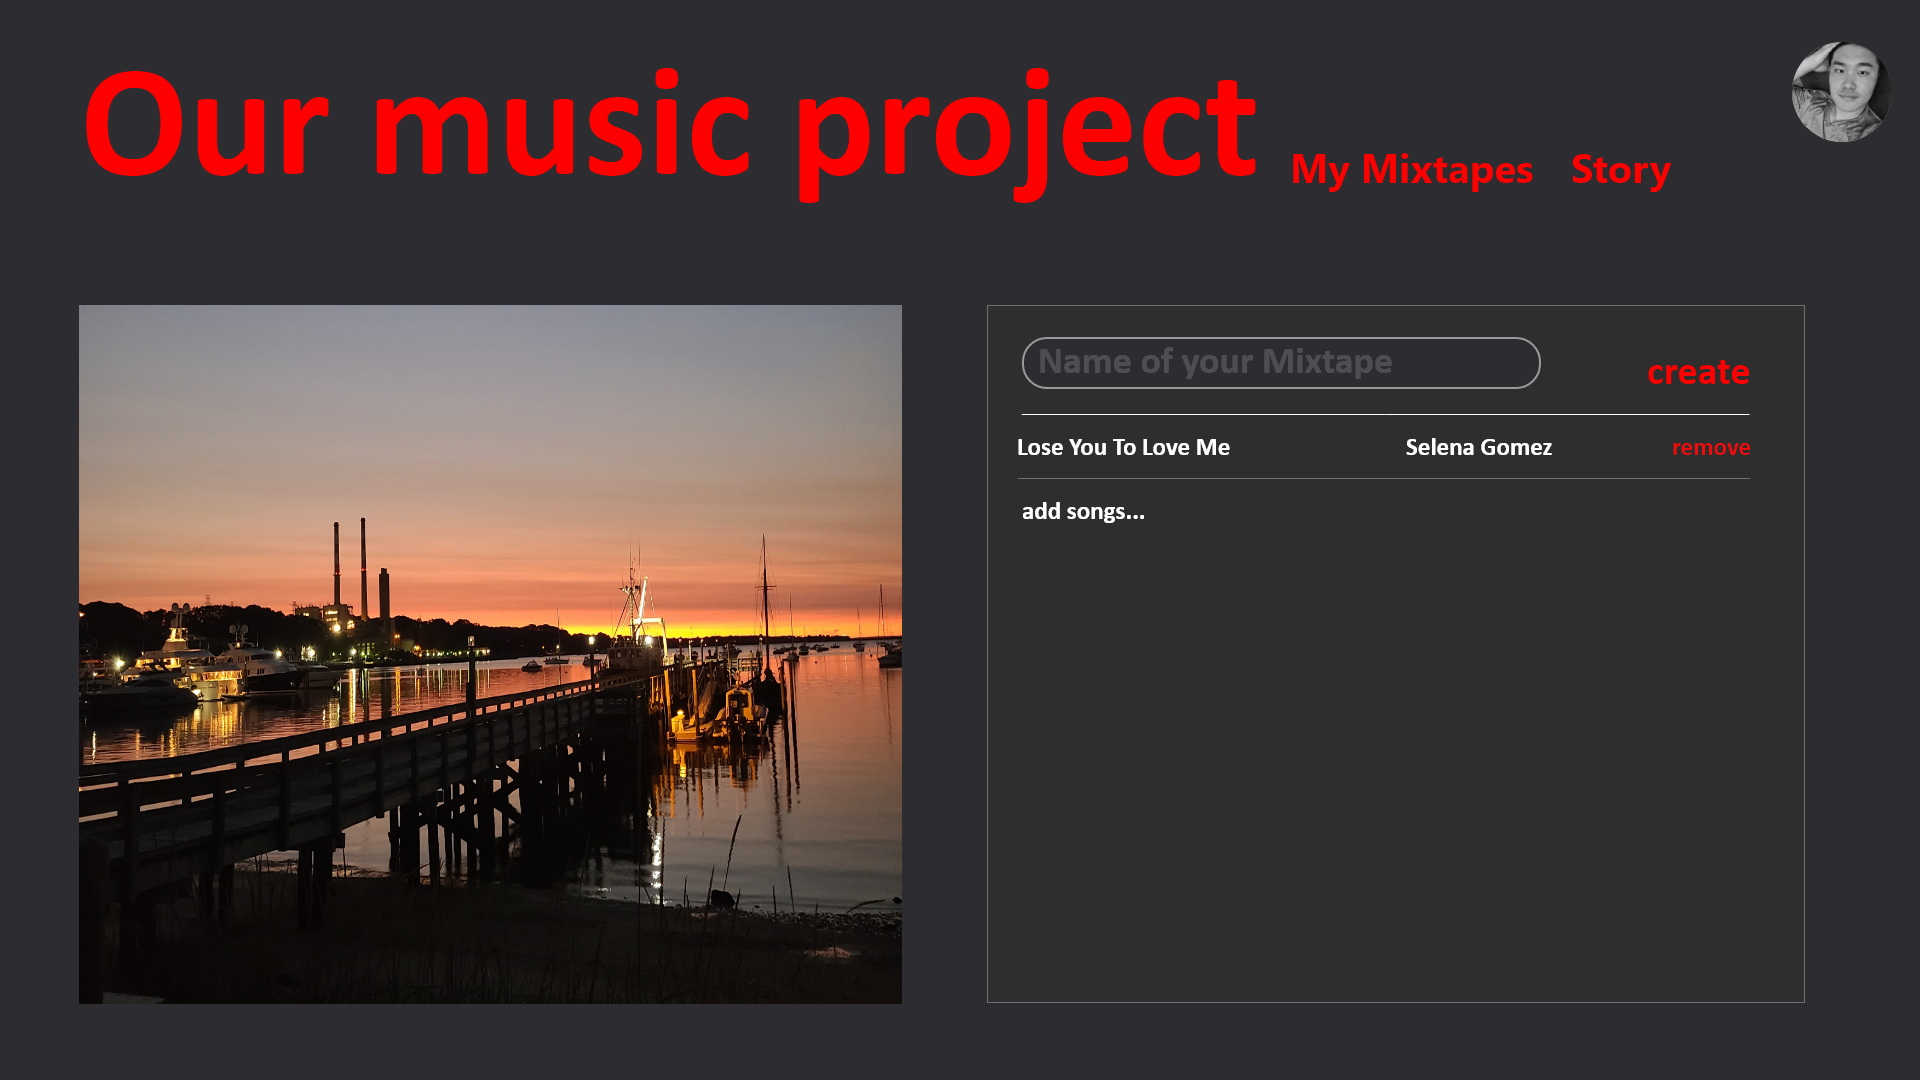 Our music project
My Mixtapes Story
Name of your Mixtape
create
Lose You To Love Me Selena Gomez remove
add songs...